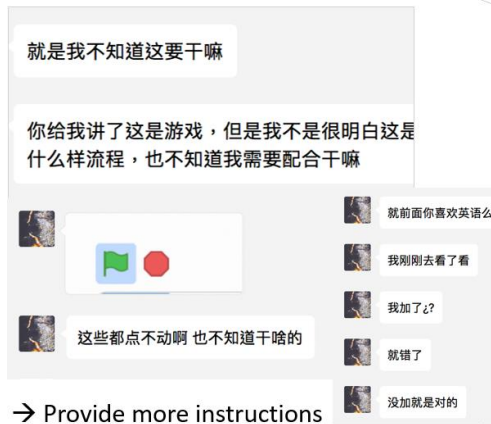 就是我不知道这要干嘛
你给我讲了这是游戏，但是我不是很明白这是
什么样流程，也不知道我需要配合干嘛
这些都点不动啊 也不知道干啥的
→ Provide more instructions
就前面你喜欢英语么
我刚刚去看了看
我加了¿?
就错了
没加就是对的